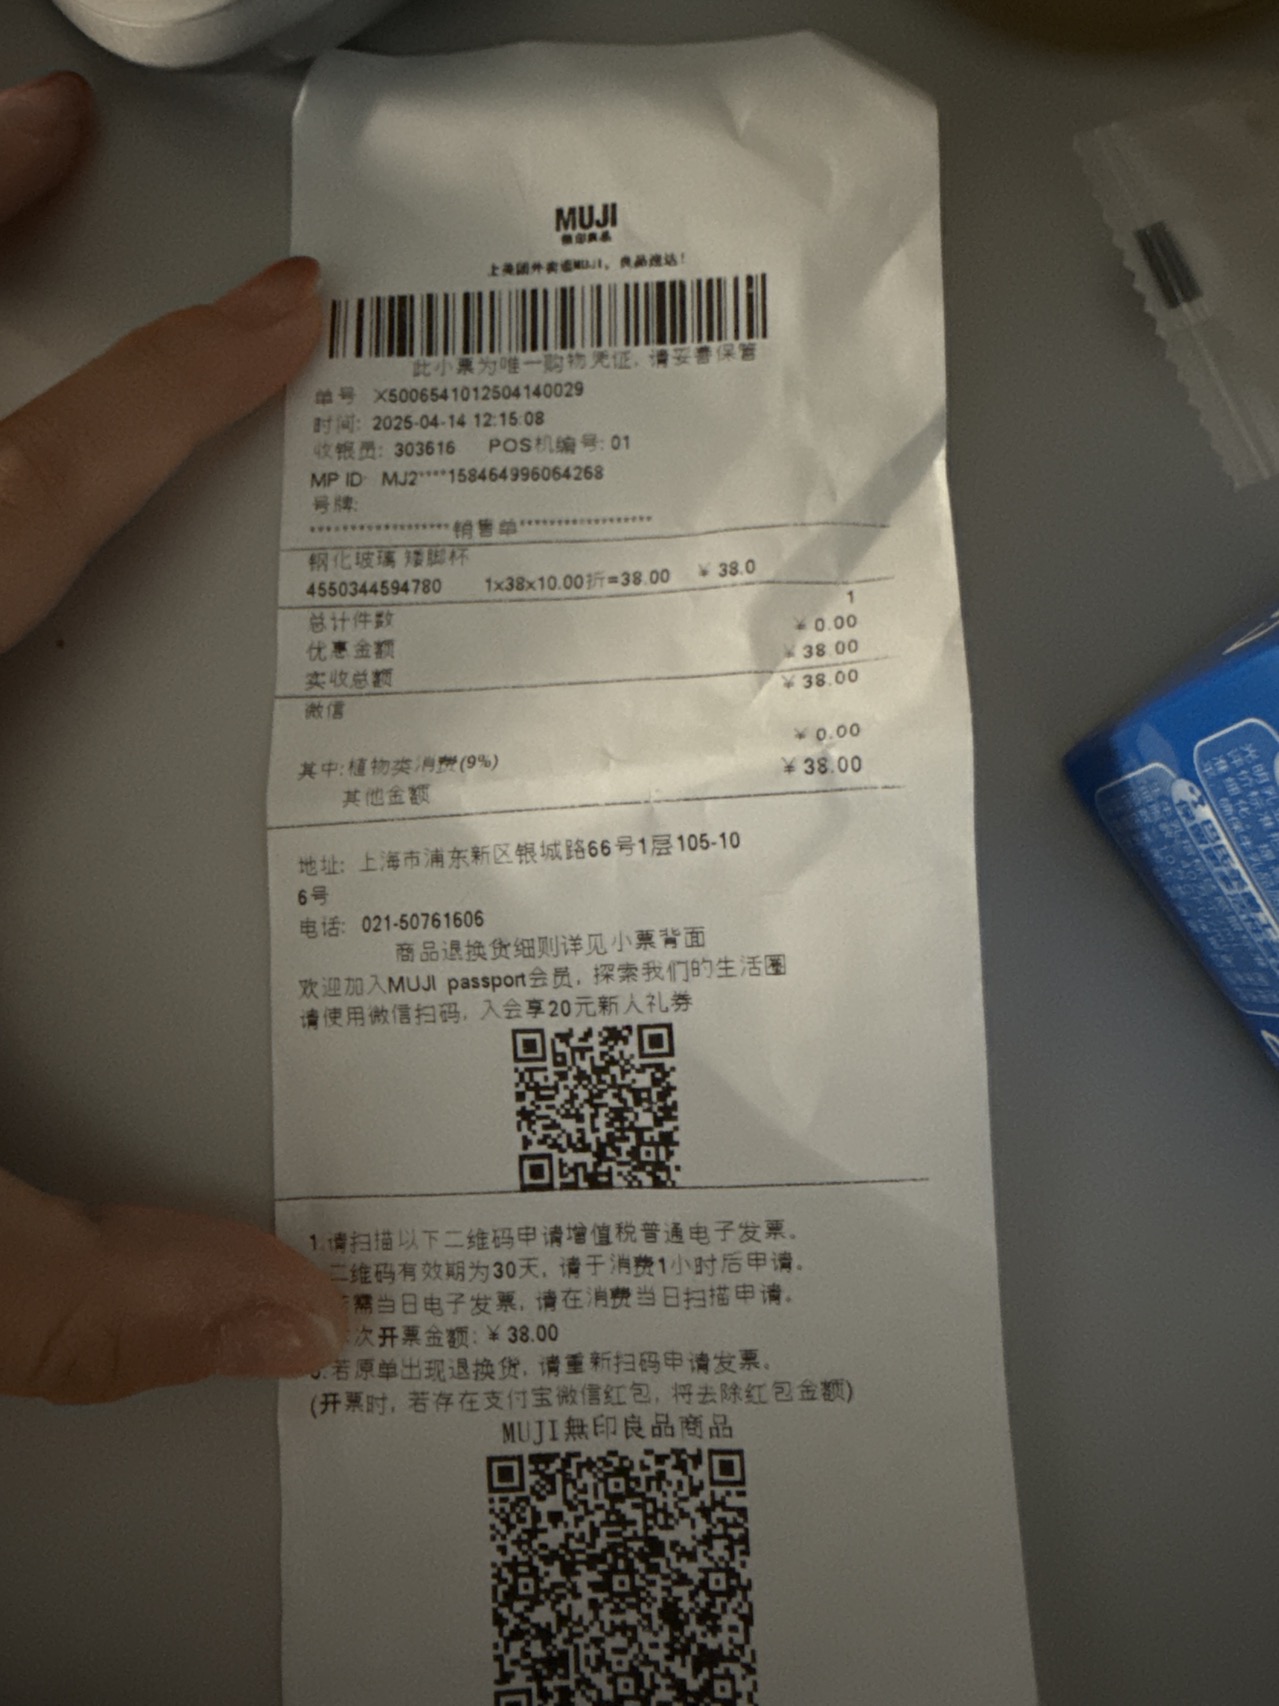 MUJI
無印良品
上美团外卖逛MUJI，良品速达！
此小票为唯一购物凭证，请妥善保管
单号 X5006541012504140029
时间: 2025-04-14 12:15:08
收银员: 303616 POS机编号: 01
MP ID: MJ2****158464996064268
号牌:
******************销售单*****************
钢化玻璃 矮脚杯
4550344594780 1x38x10.00折=38.00 ¥ 38.0
总计件数 1
优惠金额 ¥ 0.00
实收总额 ¥ 38.00
微信 ¥ 38.00
其中:植物类消费(9%) ¥ 0.00
其他金额 ¥ 38.00
地址: 上海市浦东新区银城路66号1层105-10
6号
电话: 021-50761606
商品退换货细则详见小票背面
欢迎加入MUJI passport会员, 探索我们的生活圈
请使用微信扫码, 入会享20元新人礼券
1.请扫描以下二维码申请增值税普通电子发票。
二维码有效期为30天, 请于消费1小时后申请。
需当日电子发票, 请在消费当日扫描申请。
次开票金额: ¥ 38.00
若原单出现退换货, 请重新扫码申请发票。
(开票时, 若存在支付宝微信红包, 将去除红包金额)
MUJI無印良品商品